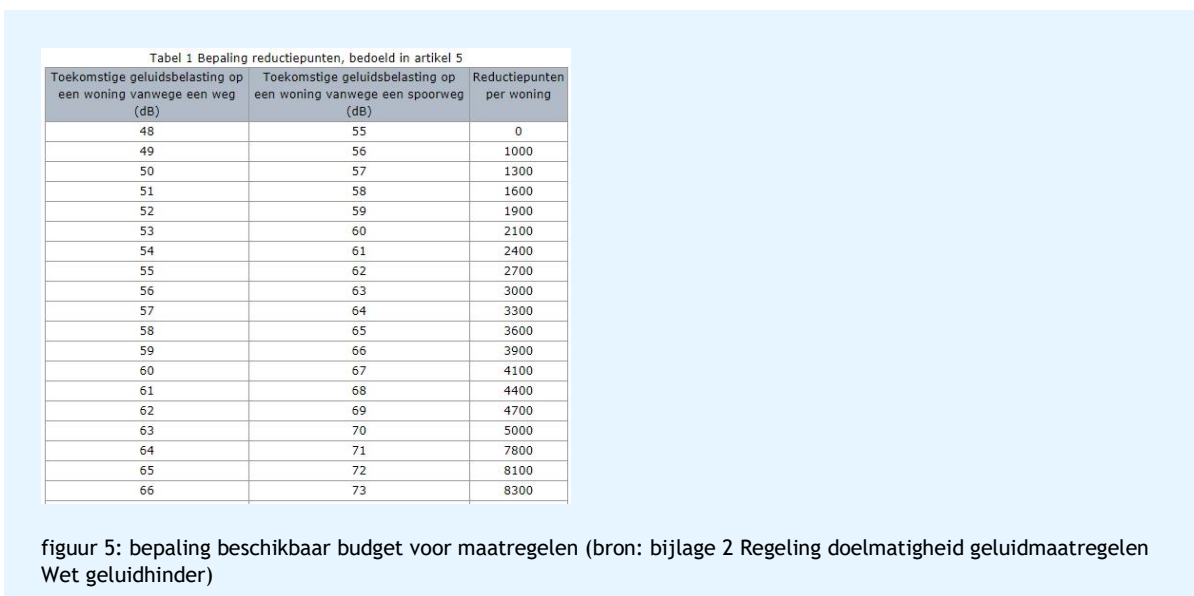 Tabel 1 Bepaling reductiepunten, bedoeld in artikel 5
Toekomstige geluidsbelasting op een woning vanwege een weg (dB) Toekomstige geluidsbelasting op een woning vanwege een spoorweg (dB) Reductiepunten per woning
48 55 0
49 56 1000
50 57 1300
51 58 1600
52 59 1900
53 60 2100
54 61 2400
55 62 2700
56 63 3000
57 64 3300
58 65 3600
59 66 3900
60 67 4100
61 68 4400
62 69 4700
63 70 5000
64 71 7800
65 72 8100
66 73 8300
figuur 5: bepaling beschikbaar budget voor maatregelen (bron: bijlage 2 Regeling doelmatigheid geluidmaatregelen
Wet geluidhinder)